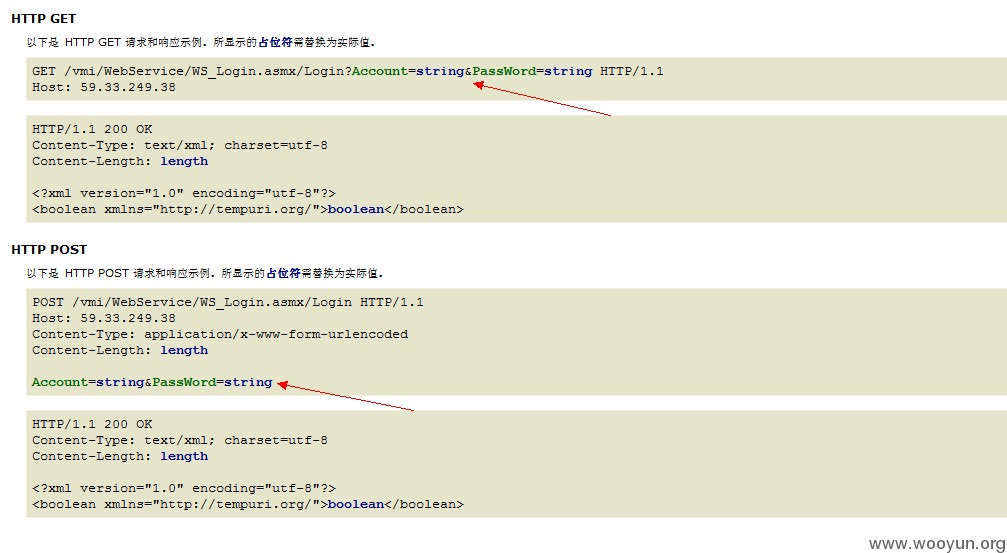 HTTP GET
以下是 HTTP GET 请求和响应示例。所显示的占位符需替换为实际值。
GET /vmi/WebService/WS_Login.asmx/Login?Account=string&PassWord=string HTTP/1.1
Host: 59.33.249.38
HTTP/1.1 200 OK
Content-Type: text/xml; charset=utf-8
Content-Length: length
<?xml version="1.0" encoding="utf-8"?>
<boolean xmlns="http://tempuri.org/">boolean</boolean>
HTTP POST
以下是 HTTP POST 请求和响应示例。所显示的占位符需替换为实际值。
POST /vmi/WebService/WS_Login.asmx/Login HTTP/1.1
Host: 59.33.249.38
Content-Type: application/x-www-form-urlencoded
Content-Length: length
Account=string&PassWord=string
HTTP/1.1 200 OK
Content-Type: text/xml; charset=utf-8
Content-Length: length
<?xml version="1.0" encoding="utf-8"?>
<boolean xmlns="http://tempuri.org/">boolean</boolean>
www.wooyun.org